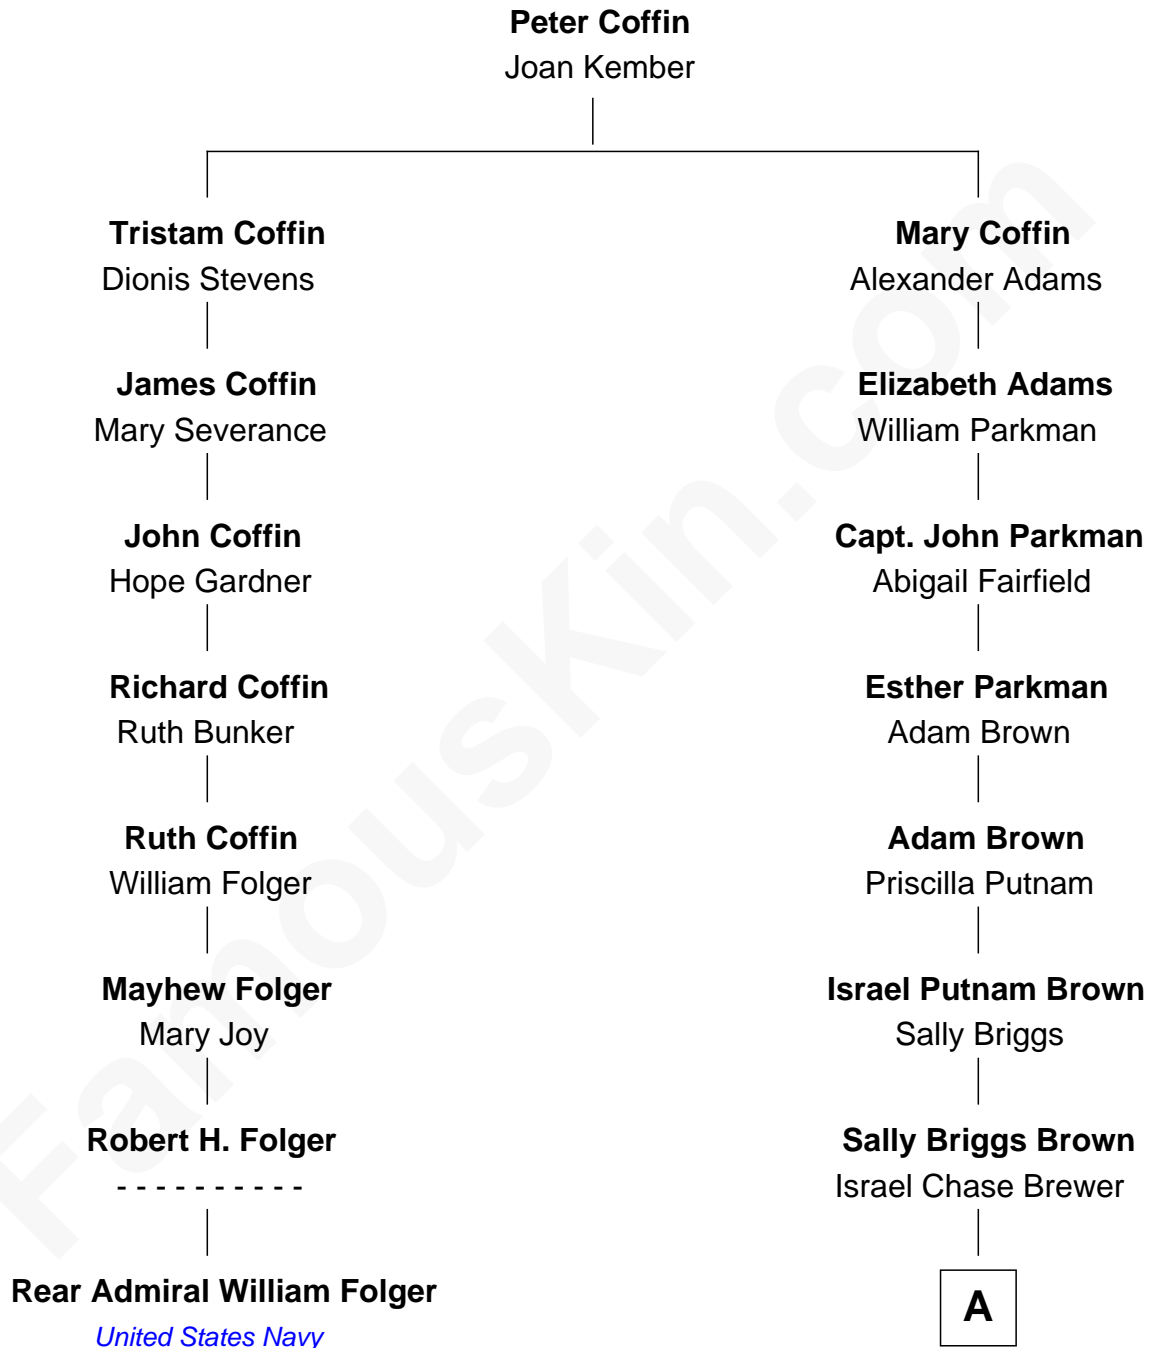 Peter Coffin
Joan Kember
Tristam Coffin
Dionis Stevens
James Coffin
Mary Severance
John Coffin
Hope Gardner
Richard Coffin
Ruth Bunker
Ruth Coffin
William Folger
Mayhew Folger
Mary Joy
Robert H. Folger
- - - - - - - - - -
Rear Admiral William Folger
United States Navy
Mary Coffin
Alexander Adams
Elizabeth Adams
William Parkman
Capt. John Parkman
Abigail Fairfield
Esther Parkman
Adam Brown
Adam Brown
Priscilla Putnam
Israel Putnam Brown
Sally Briggs
Sally Briggs Brown
Israel Chase Brewer
A
FamousKin.com